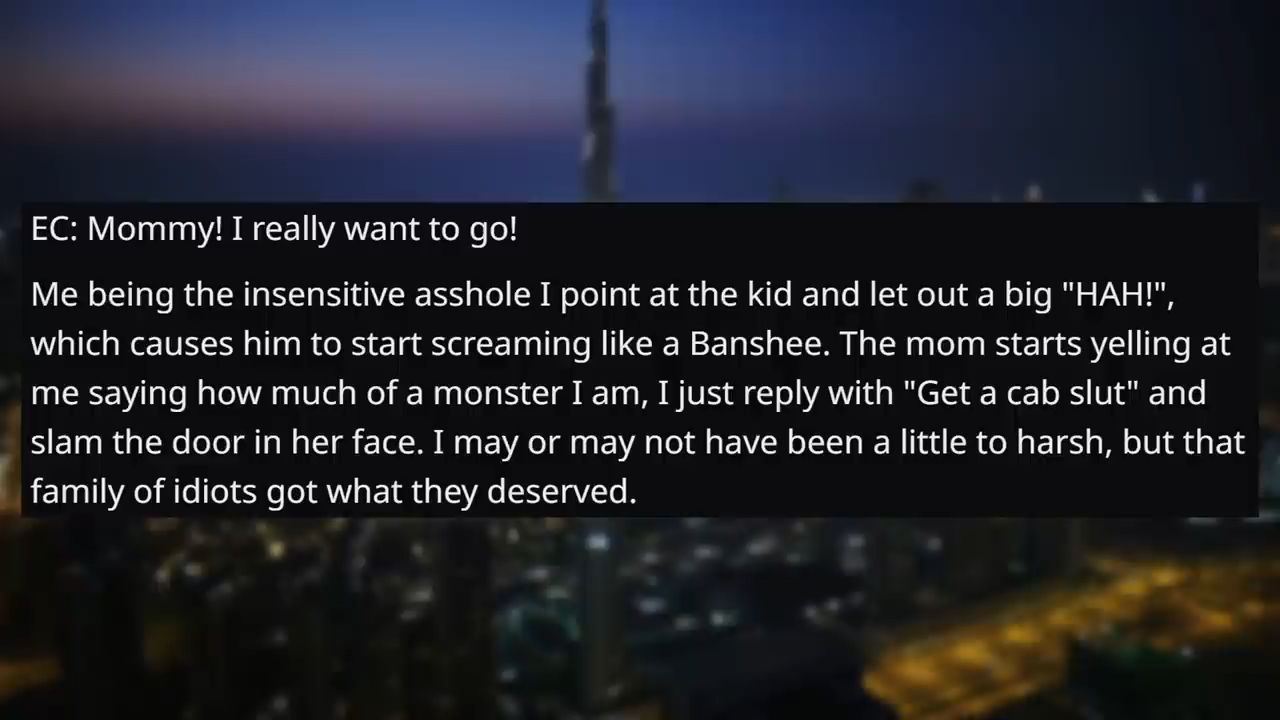 EC: Mommy! I really want to go!
Me being the insensitive asshole I point at the kid and let out a big "HAH!",
which causes him to start screaming like a Banshee. The mom starts yelling at
me saying how much of a monster I am, I just reply with "Get a cab slut" and
slam the door in her face. I may or may not have been a little to harsh, but that
family of idiots got what they deserved.